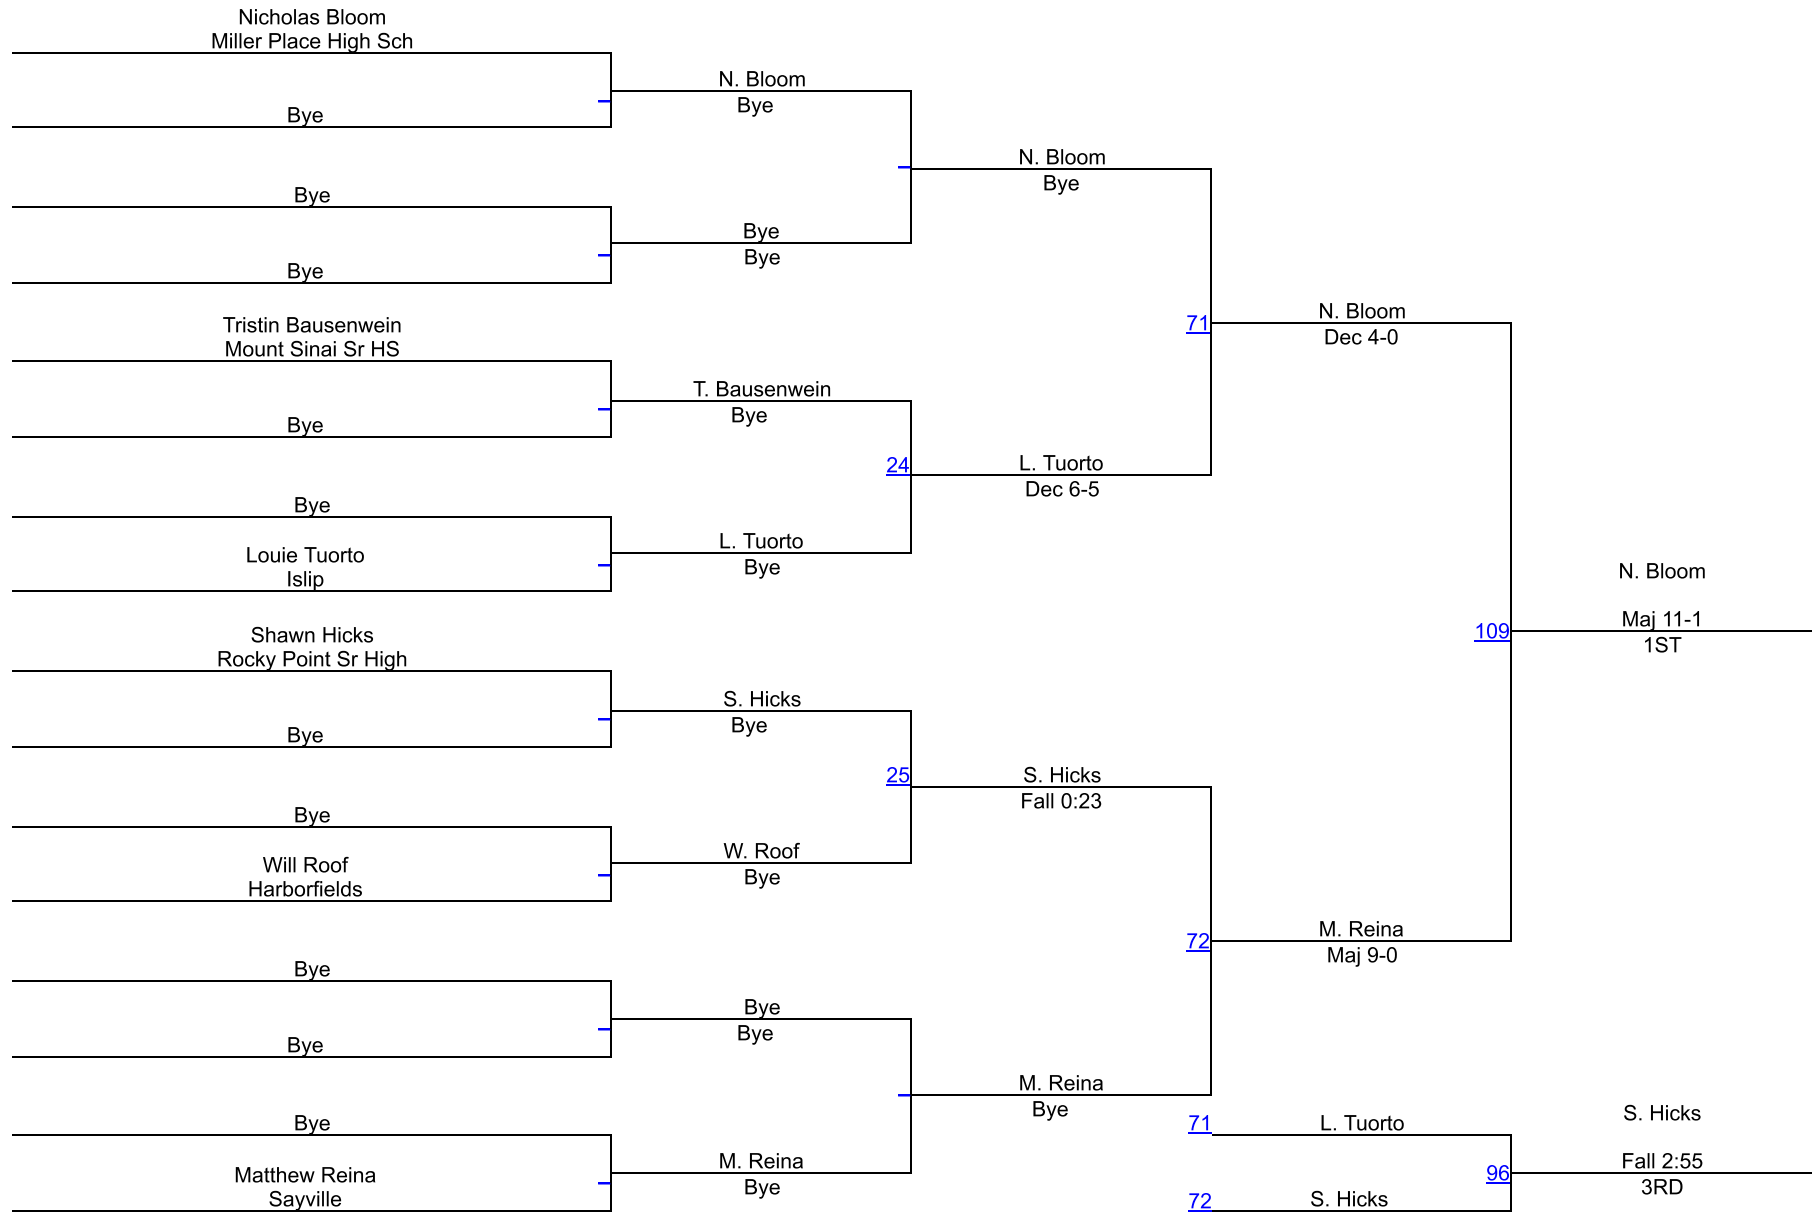 Nicholas Bloom
Miller Place High Sch
Bye
Bye
Bye
Tristin Bausenwein
Mount Sinai Sr HS
Bye
Bye
Louie Tuorto
Islip
Shawn Hicks
Rocky Point Sr High
Bye
Bye
Will Roof
Harborfields
Bye
Bye
Bye
Matthew Reina
Sayville
N. Bloom
Bye
Bye
Bye
T. Bausenwein
Bye
24
L. Tuorto
Bye
S. Hicks
Bye
25
W. Roof
Bye
Bye
Bye
M. Reina
Bye
N. Bloom
Bye
71
L. Tuorto
Dec 6-5
S. Hicks
Fall 0:23
72
M. Reina
Bye
N. Bloom
Dec 4-0
109
M. Reina
Maj 9-0
N. Bloom
Maj 11-1
1ST
71
L. Tuorto
96
72
S. Hicks
S. Hicks
Fall 2:55
3RD